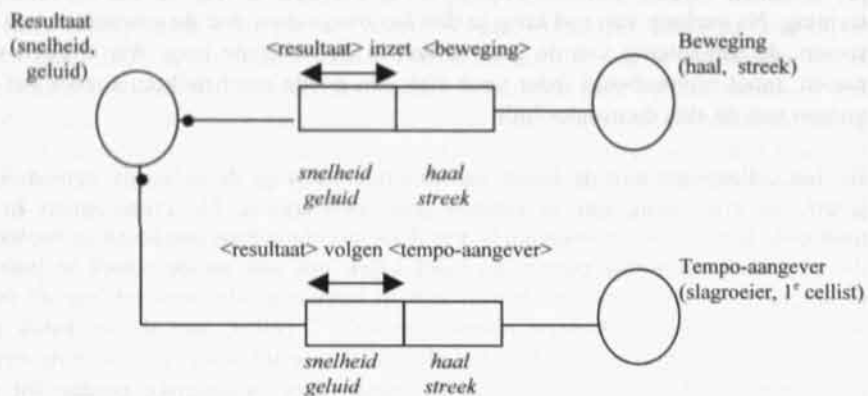 Resultaat
(snelheid,
geluid)
<resultaat> inzet <beweging>
Beweging
(haal, streek)
snelheid haal
geluid streek
<resultaat> volgen <tempo-aangever>
Tempo-aangever
(slagroeier, 1e cellist)
snelheid haal
geluid streek